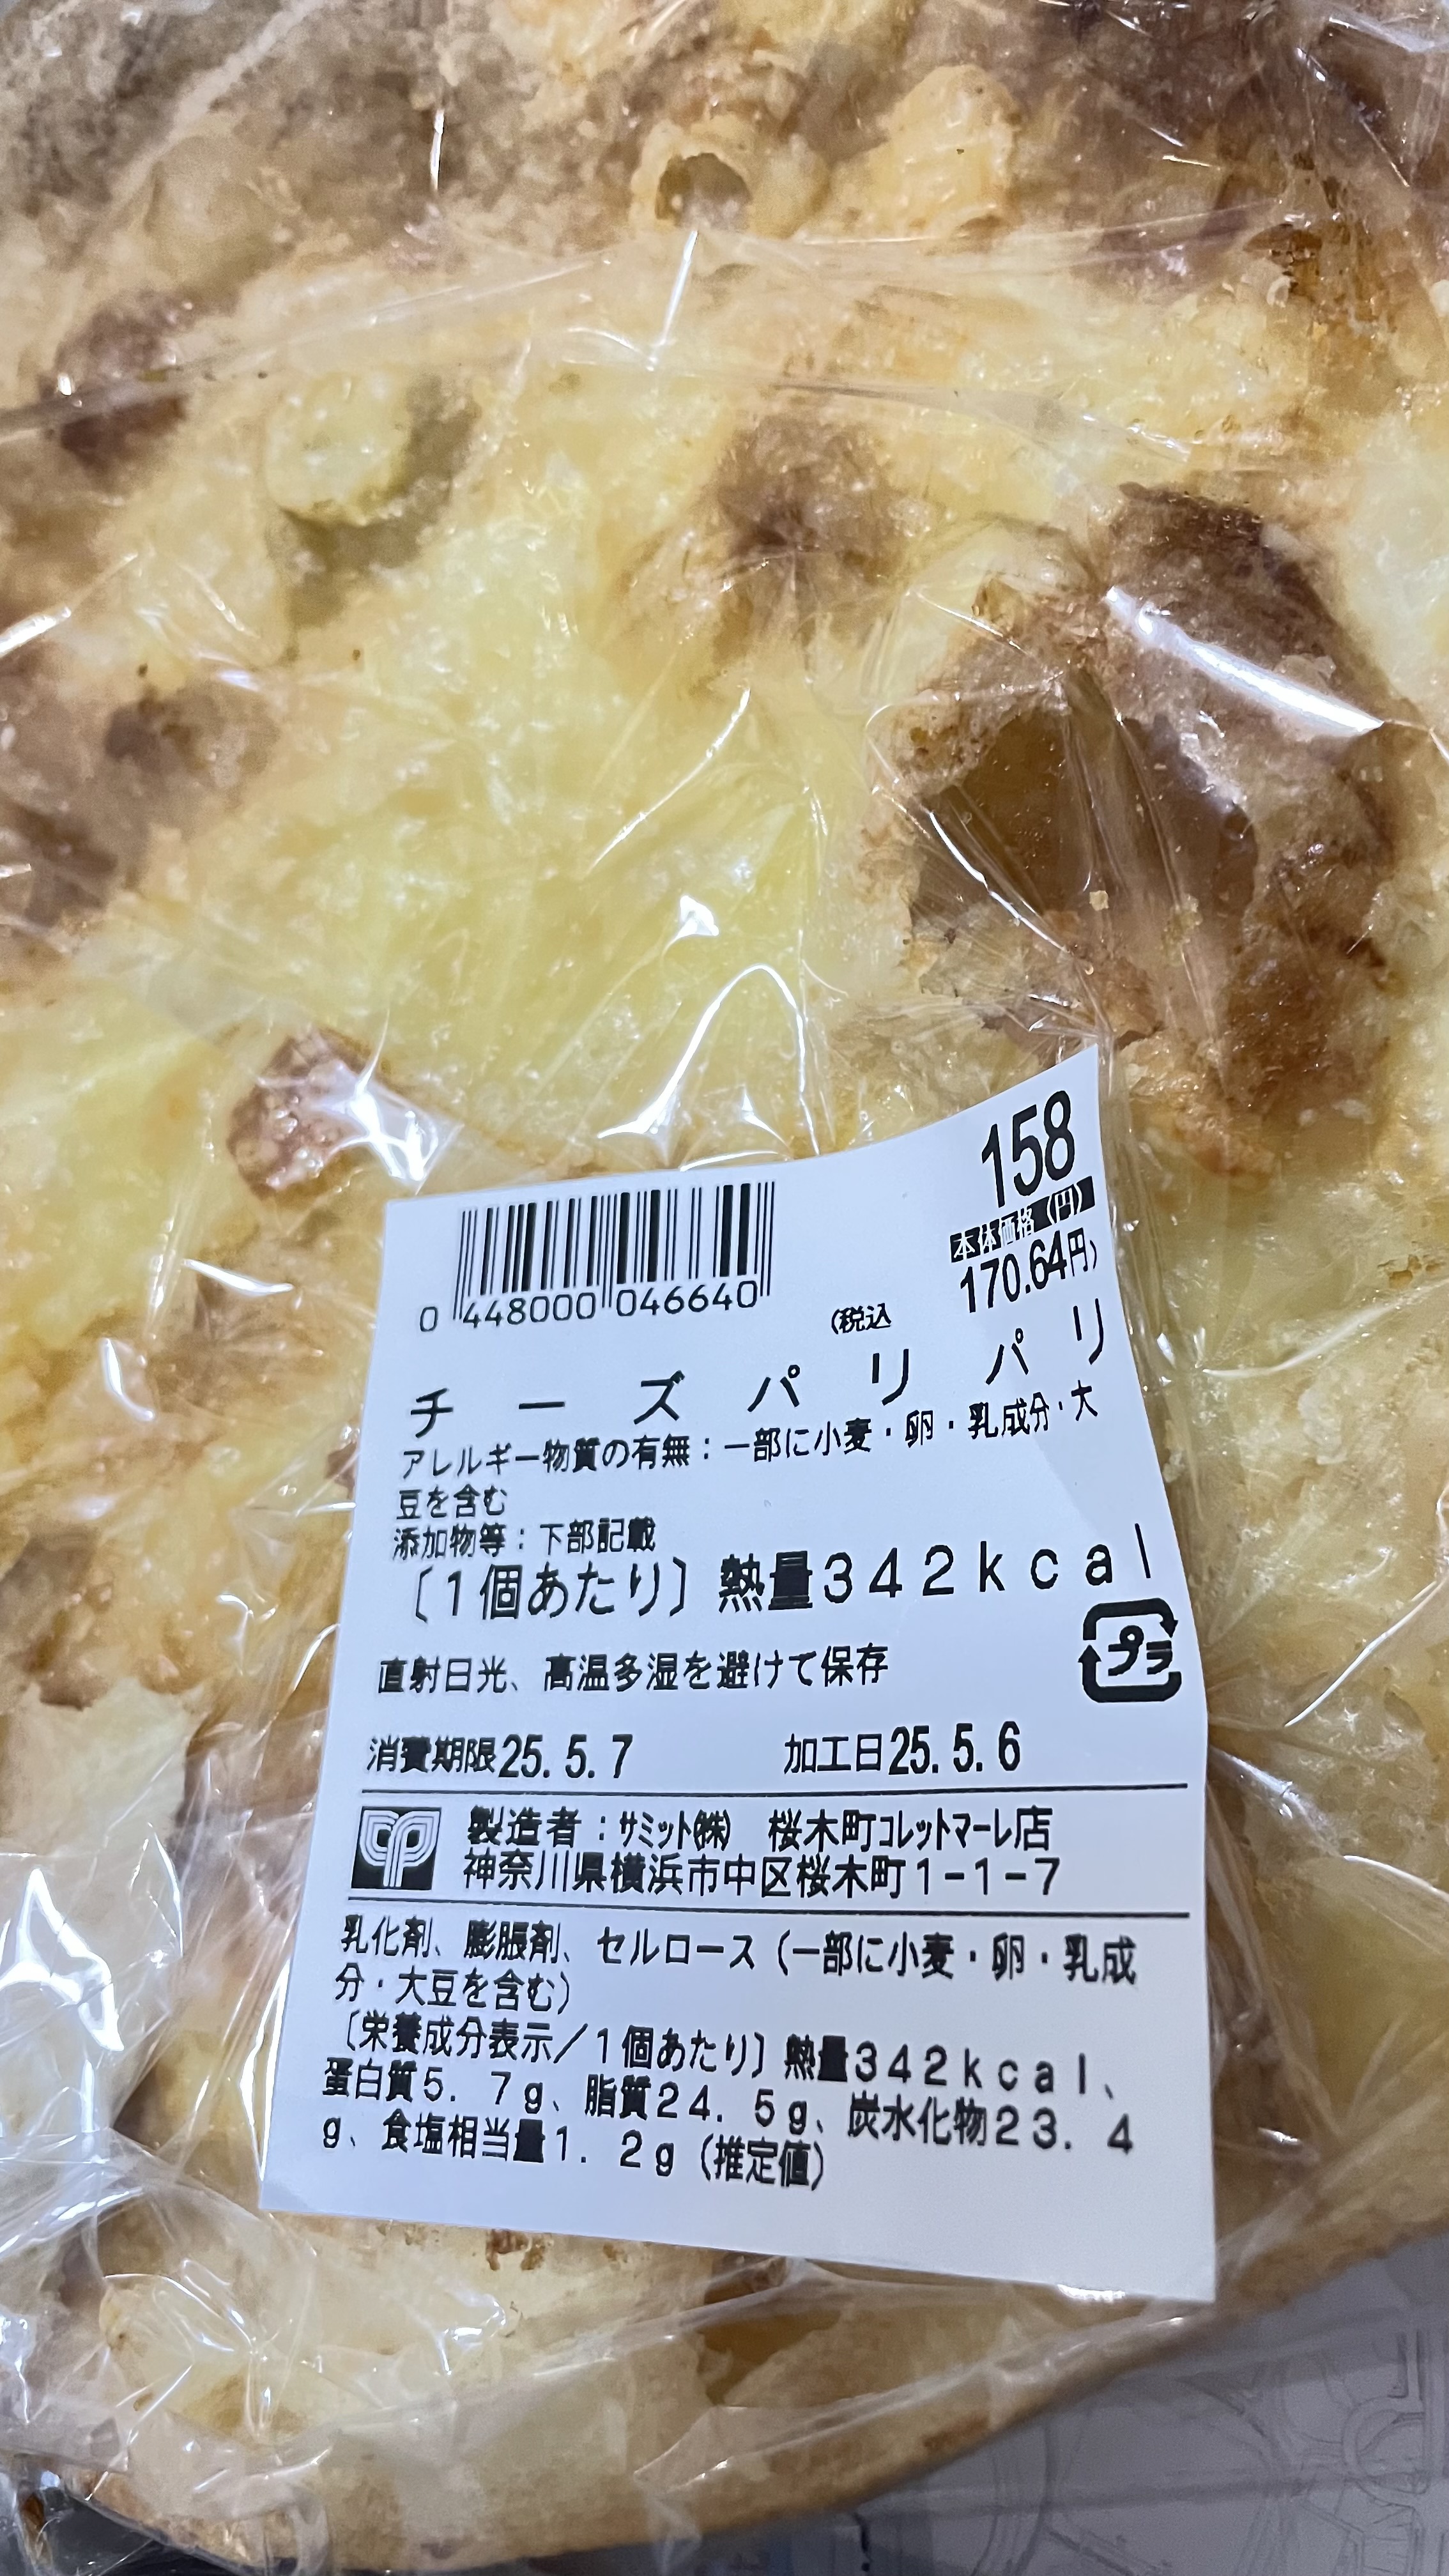 158
本体価格(円)
0 448000 046640
(税込 170.64円)
チーズパリパリ
アレルギー物質の有無：一部に小麦・卵・乳成分・大
豆を含む
添加物等：下部記載
〔1個あたり〕熱量342kcal
プラ
直射日光、高温多湿を避けて保存
消費期限25.5.7 加工日25.5.6
製造者：サミット㈱ 桜木町コレットマーレ店
神奈川県横浜市中区桜木町1-1-7
乳化剤、膨脹剤、セルロース（一部に小麦・卵・乳成
分・大豆を含む）
〔栄養成分表示／1個あたり〕熱量342kcal、
蛋白質5．7g、脂質24．5g、炭水化物23．4
g、食塩相当量1．2g（推定値）